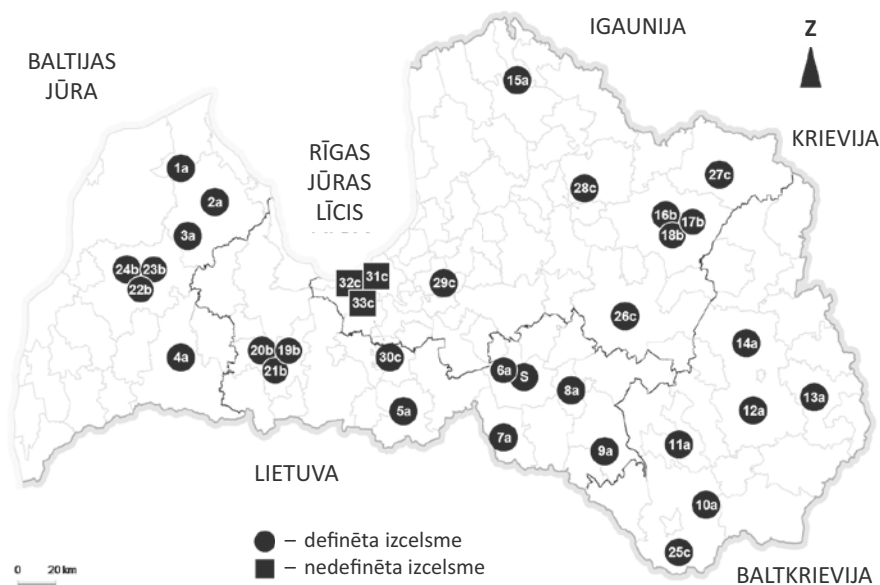 IGAUNIJA
Z
BALTIJAS
JŪRA
15a
KRIEVIJA
RĪGAS
JŪRAS
LĪCIS
1a
27c
28c
2a
16b
17b
18b
3a
24b
23b
22b
32c
31c
33c
29c
26c
20b
19b
21b
30c
14a
4a
6a
S
8a
13a
5a
12a
7a
11a
9a
LIETUVA
10a
– definēta izcelsme
25c
0 20 km
– nedefinēta izcelsme
BALTKRIEVIJA